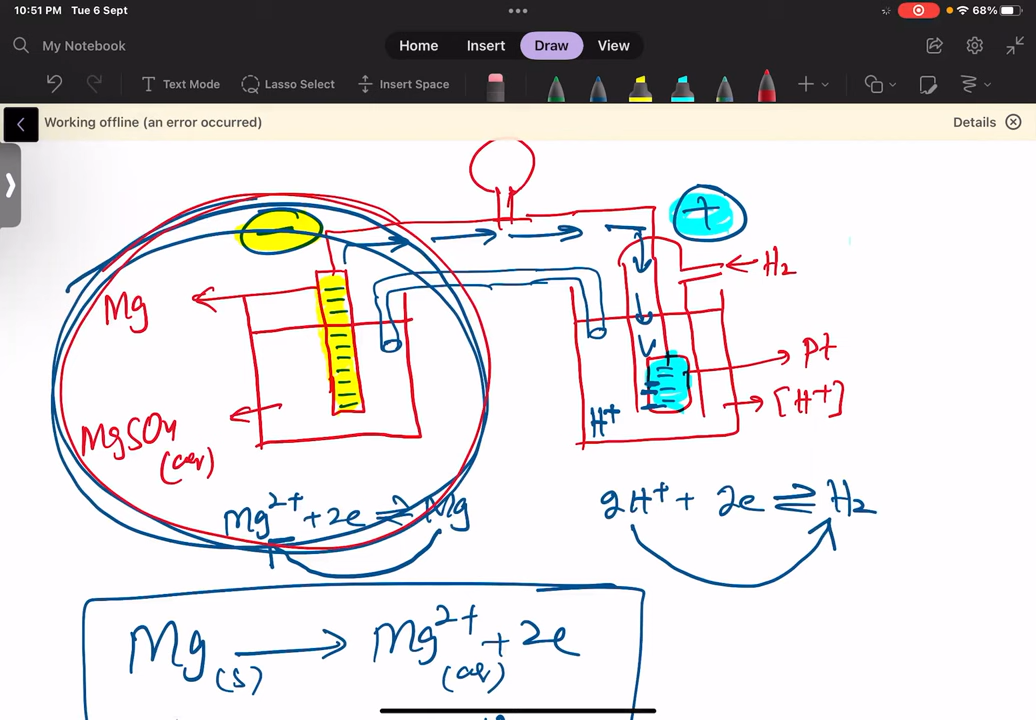 10:51 PM Tue 6 Sept
68%
My Notebook
Home Insert Draw View
Text Mode Lasso Select Insert Space
Working offline (an error occurred)
Details
−
+
H2
Mg
Pt
[H+]
H+
MgSO4
(aq)
Mg2+ + 2e ⇌ Mg
2H+ + 2e ⇌ H2
Mg(s) → Mg2+(aq) + 2e